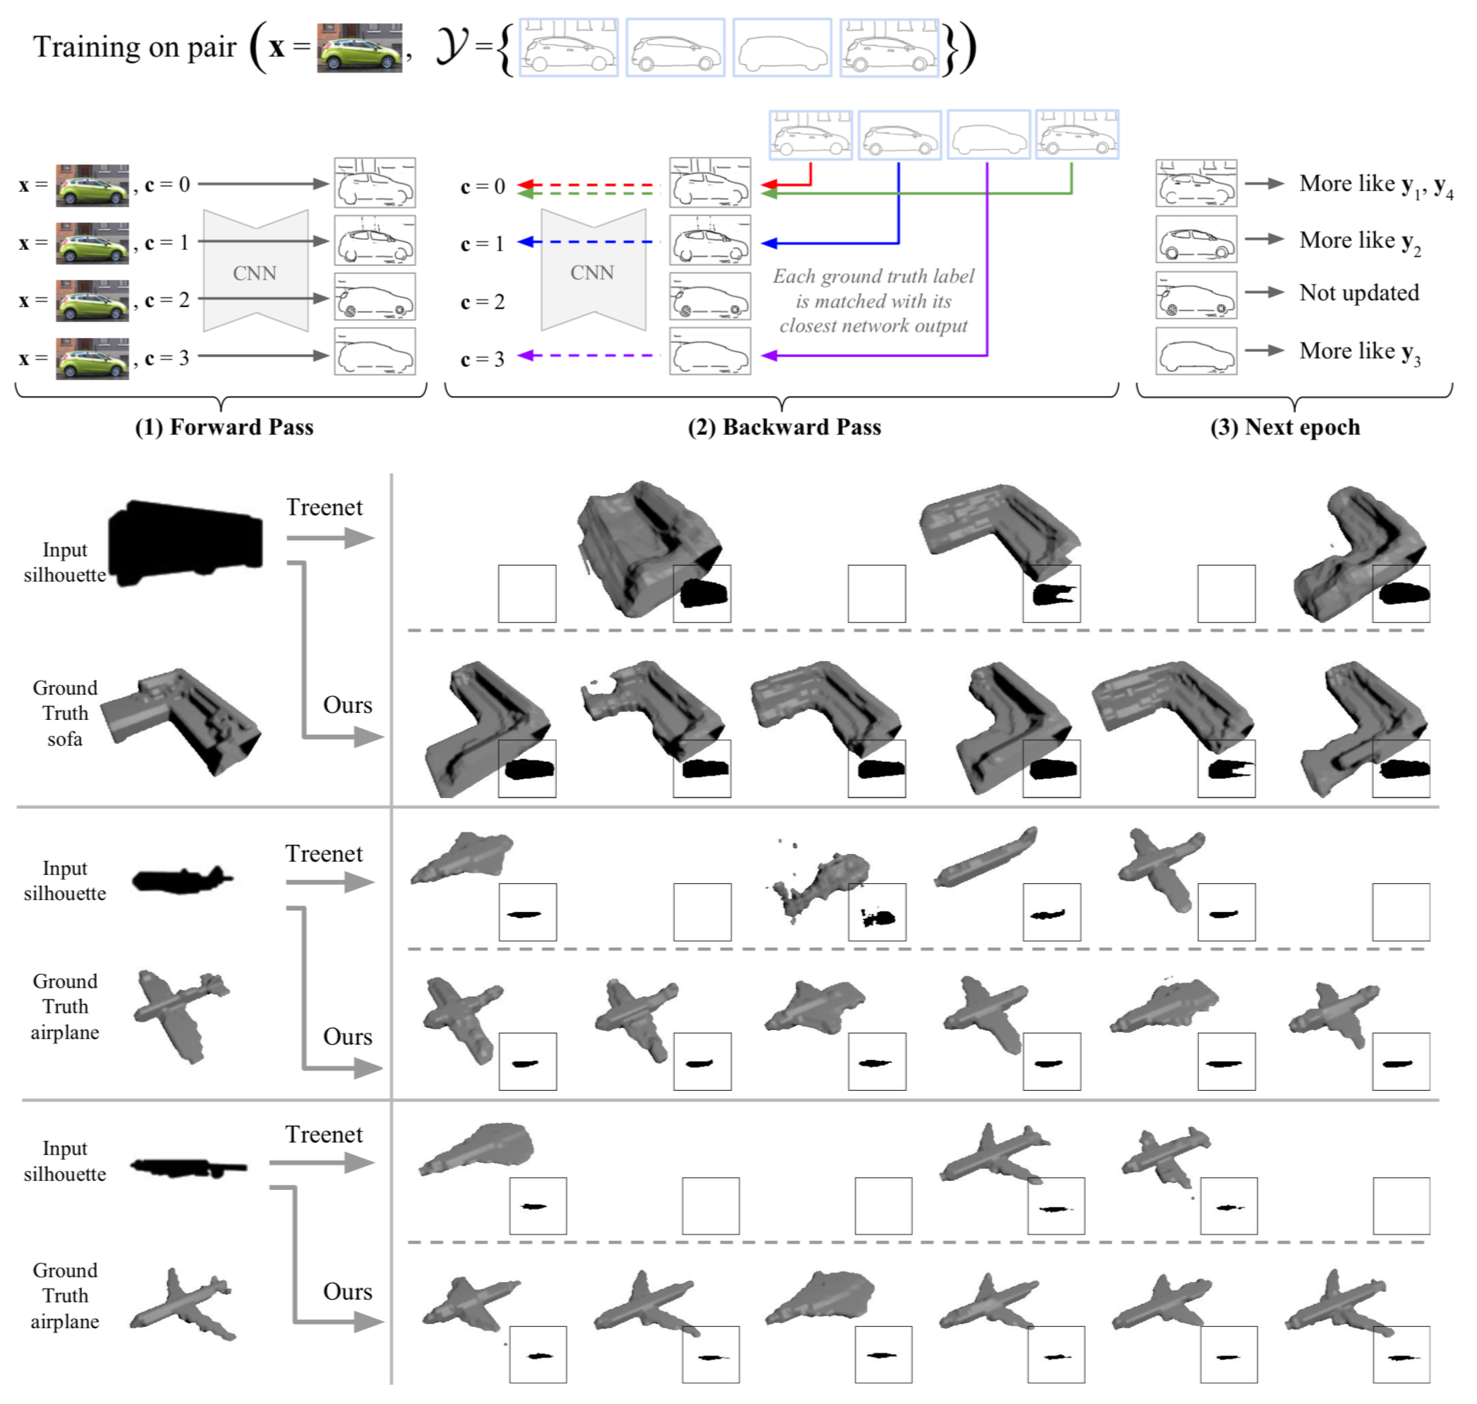 Training on pair (x = , 𝒴 = { })
x = , c = 0
x = , c = 1
x = , c = 2
x = , c = 3
CNN
(1) Forward Pass
c = 0
c = 1
c = 2
c = 3
CNN
Each ground truth label
is matched with its
closest network output
(2) Backward Pass
More like y₁, y₄
More like y₂
Not updated
More like y₃
(3) Next epoch
Input
silhouette
Treenet
Ground
Truth
sofa
Ours
Input
silhouette
Treenet
Ground
Truth
airplane
Ours
Input
silhouette
Treenet
Ground
Truth
airplane
Ours